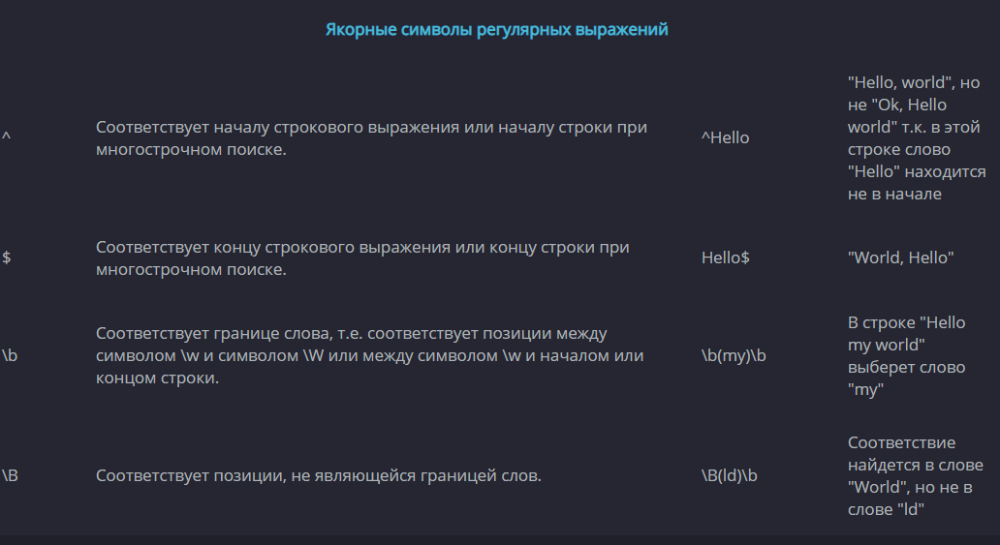 Якорные символы регулярных выражений
^
Соответствует началу строкового выражения или началу строки при
многострочном поиске.
^Hello
"Hello, world", но
не "Ok, Hello
world" т.к. в этой
строке слово
"Hello" находится
не в начале
$
Соответствует концу строкового выражения или концу строки при
многострочном поиске.
Hello$
"World, Hello"
\b
Соответствует границе слова, т.е. соответствует позиции между
символом \w и символом \W или между символом \w и началом или
концом строки.
\b(my)\b
В строке "Hello
my world"
выберет слово
"my"
\B
Соответствует позиции, не являющейся границей слов.
\B(ld)\b
Соответствие
найдется в слове
"World", но не в
слове "ld"